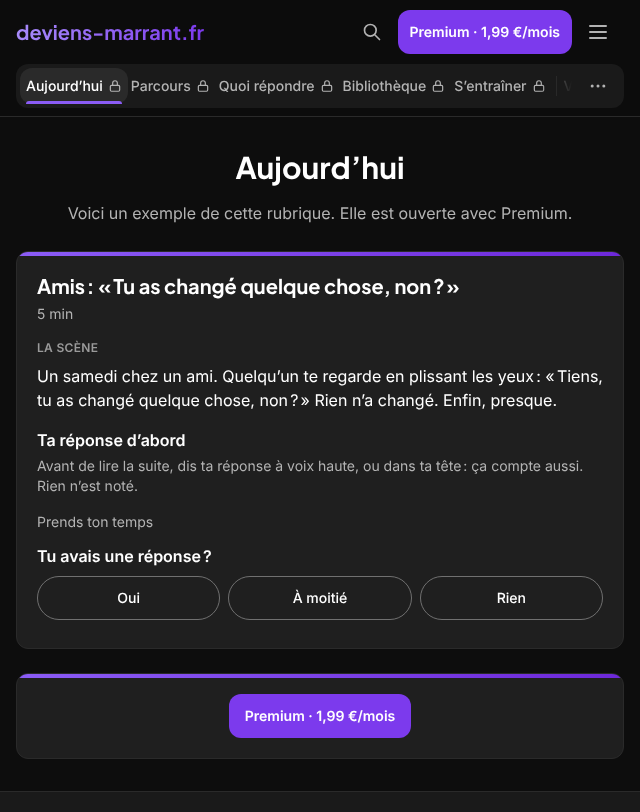 deviens-marrant.fr
Premium · 1,99 €/mois
Aujourd’hui
Parcours
Quoi répondre
Bibliothèque
S’entraîner
Aujourd’hui
Voici un exemple de cette rubrique. Elle est ouverte avec Premium.
Amis : « Tu as changé quelque chose, non ? »
5 min
LA SCÈNE
Un samedi chez un ami. Quelqu’un te regarde en plissant les yeux : « Tiens,
tu as changé quelque chose, non ? » Rien n’a changé. Enfin, presque.
Ta réponse d’abord
Avant de lire la suite, dis ta réponse à voix haute, ou dans ta tête : ça compte aussi.
Rien n’est noté.
Prends ton temps
Tu avais une réponse ?
Oui
À moitié
Rien
Premium · 1,99 €/mois